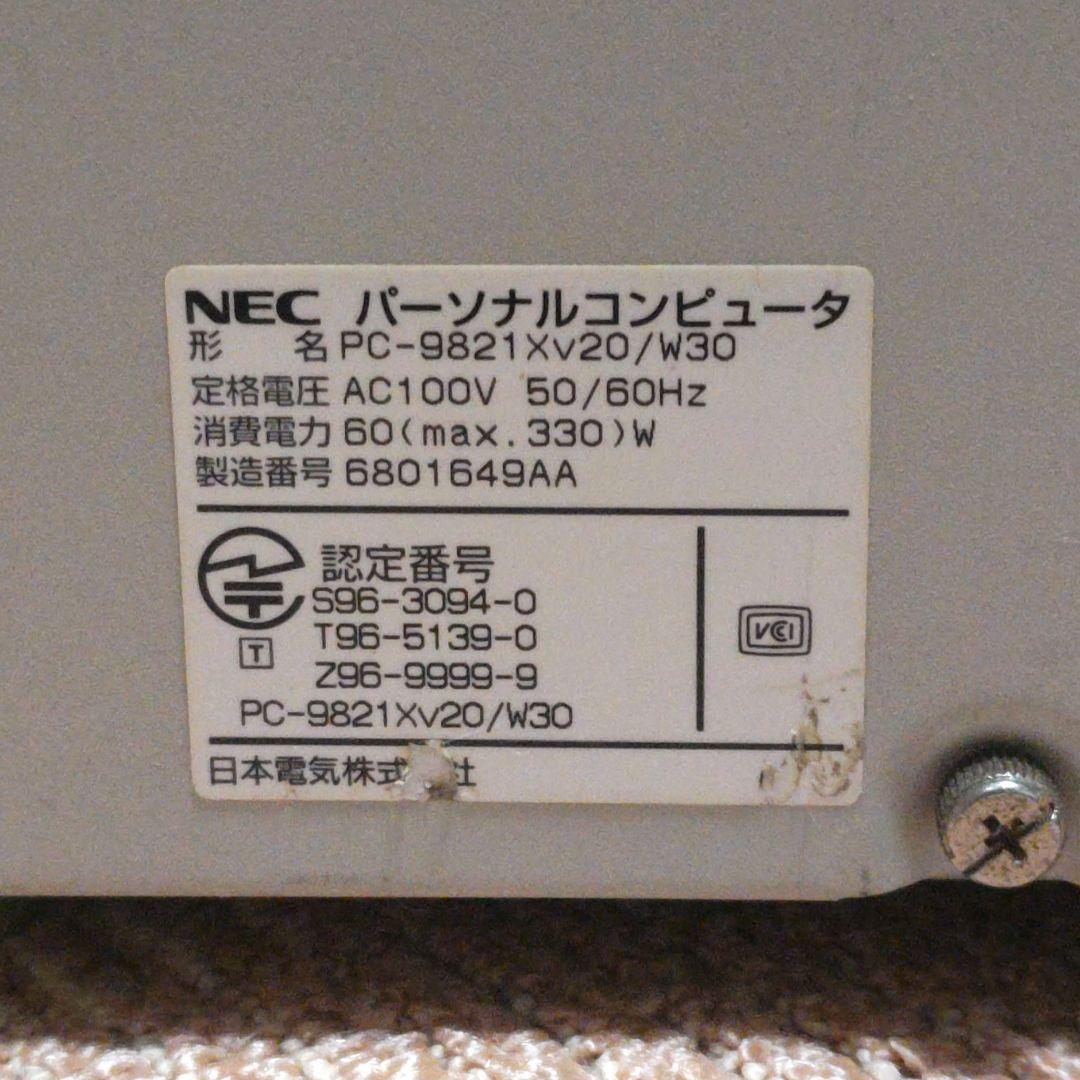 NEC パーソナルコンピュータ
形 名 PC-9821Xv20/W30
定格電圧 AC100V 50/60Hz
消費電力 60(max.330)W
製造番号 6801649AA
認定番号
S96-3094-0
T
T96-5139-0
VCI
Z96-9999-9
PC-9821Xv20/W30
日本電気株式 社